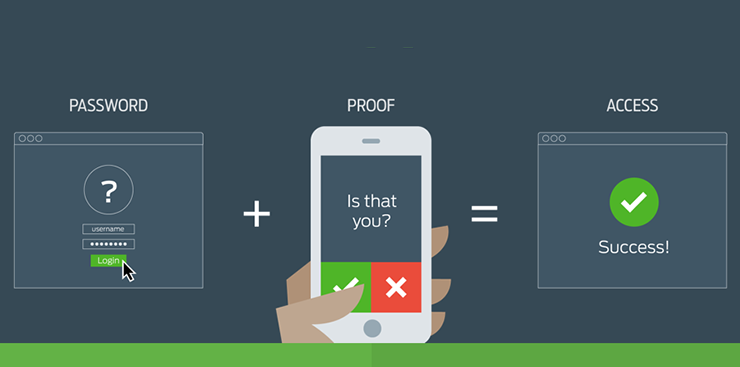 PASSWORD
PROOF
ACCESS
?
username
Login
+
Is that
you?
=
Success!